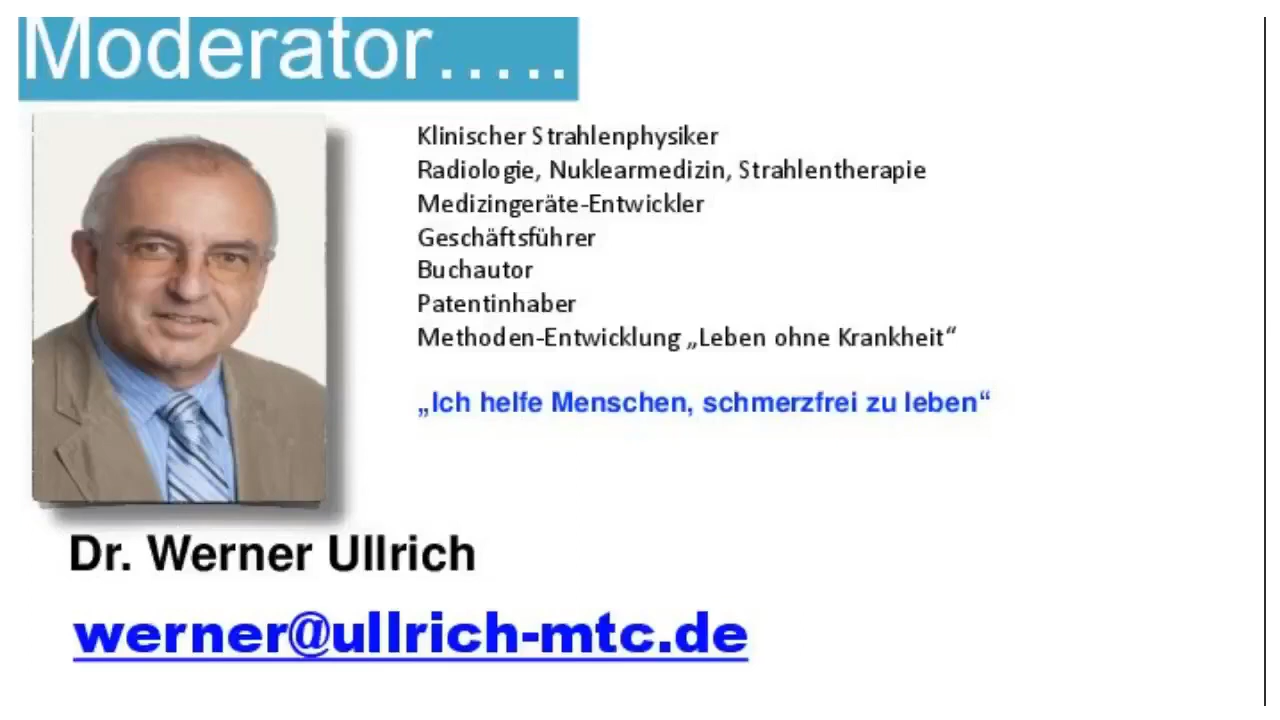 Moderator.....
Klinischer Strahlenphysiker
Radiologie, Nuklearmedizin, Strahlentherapie
Medizingeräte-Entwickler
Geschäftsführer
Buchautor
Patentinhaber
Methoden-Entwicklung „Leben ohne Krankheit“
„Ich helfe Menschen, schmerzfrei zu leben“
Dr. Werner Ullrich
werner@ullrich-mtc.de